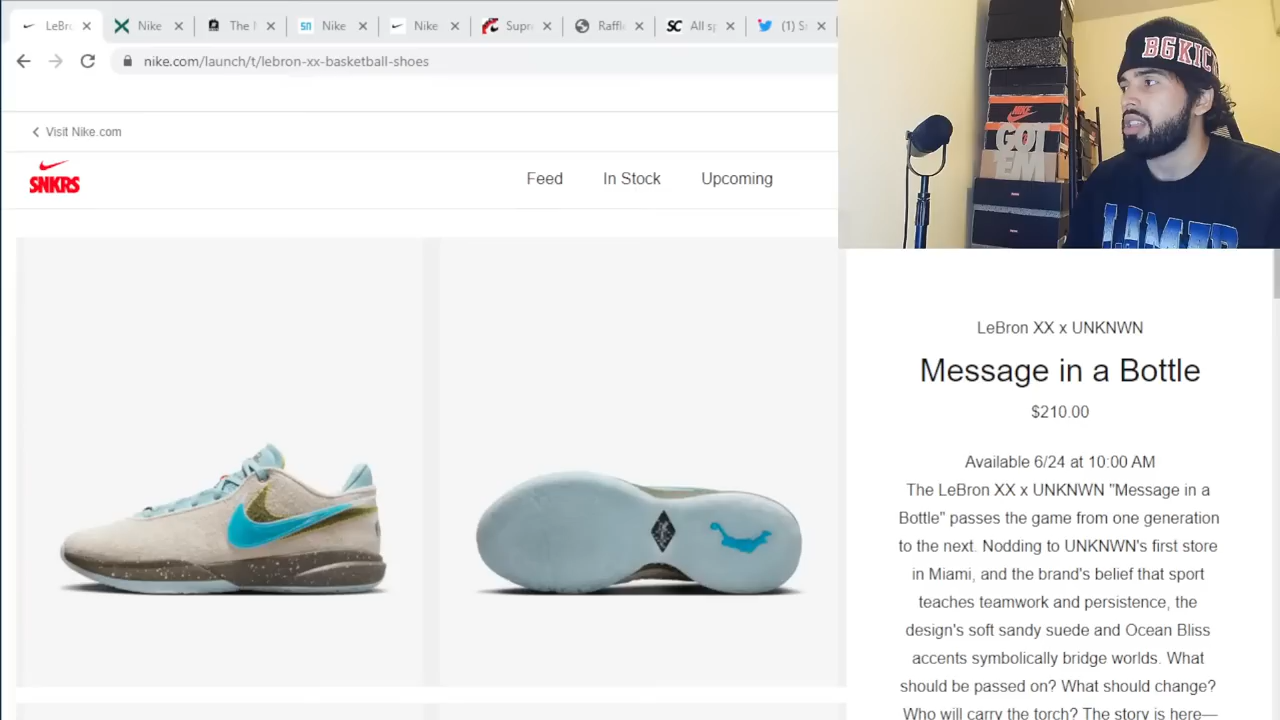 LeBro
Nike
The
Nike
Nike
Supr
Raffl
SC
All sp
(1) S
nike.com/launch/t/lebron-xx-basketball-shoes
Visit Nike.com
SNKRS
Feed
In Stock
Upcoming
BGKIC
NIKE
GOT
'EM
LeBron XX x UNKNWN
Message in a Bottle
$210.00
Available 6/24 at 10:00 AM
The LeBron XX x UNKNWN "Message in a
Bottle" passes the game from one generation
to the next. Nodding to UNKNWN's first store
in Miami, and the brand's belief that sport
teaches teamwork and persistence, the
design's soft sandy suede and Ocean Bliss
accents symbolically bridge worlds. What
should be passed on? What should change?
Who will carry the torch? The story is here—